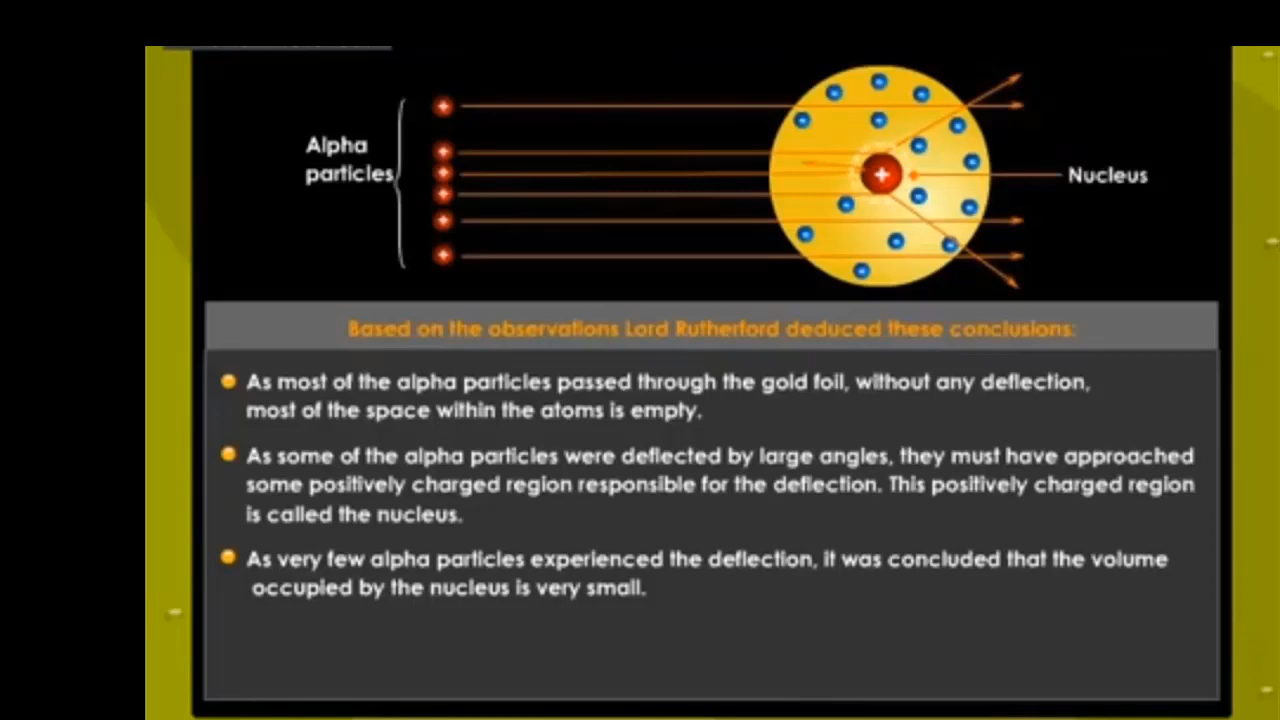 Alpha
particles
Nucleus
Based on the observations Lord Rutherford deduced these conclusions:
As most of the alpha particles passed through the gold foil, without any deflection,
most of the space within the atoms is empty.
As some of the alpha particles were deflected by large angles, they must have approached
some positively charged region responsible for the deflection. This positively charged region
is called the nucleus.
As very few alpha particles experienced the deflection, it was concluded that the volume
occupied by the nucleus is very small.